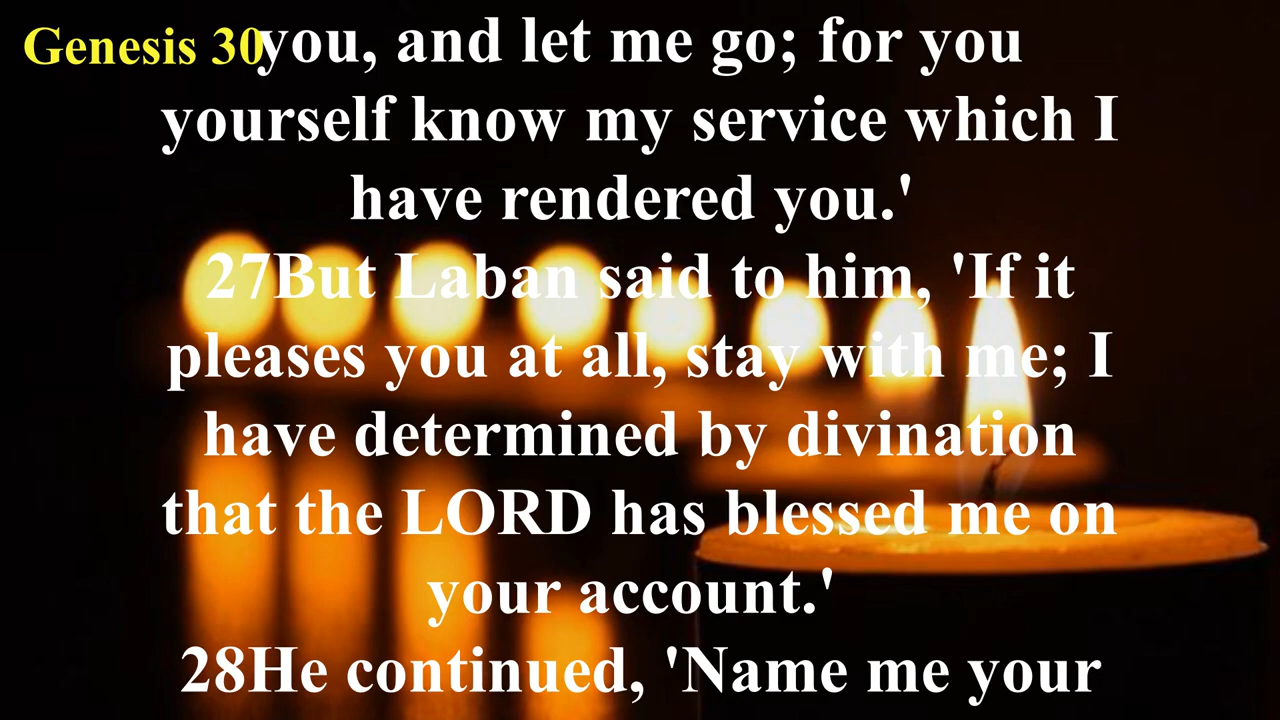 Genesis 30
you, and let me go; for you
yourself know my service which I
have rendered you.'
27But Laban said to him, 'If it
pleases you at all, stay with me; I
have determined by divination
that the LORD has blessed me on
your account.'
28He continued, 'Name me your